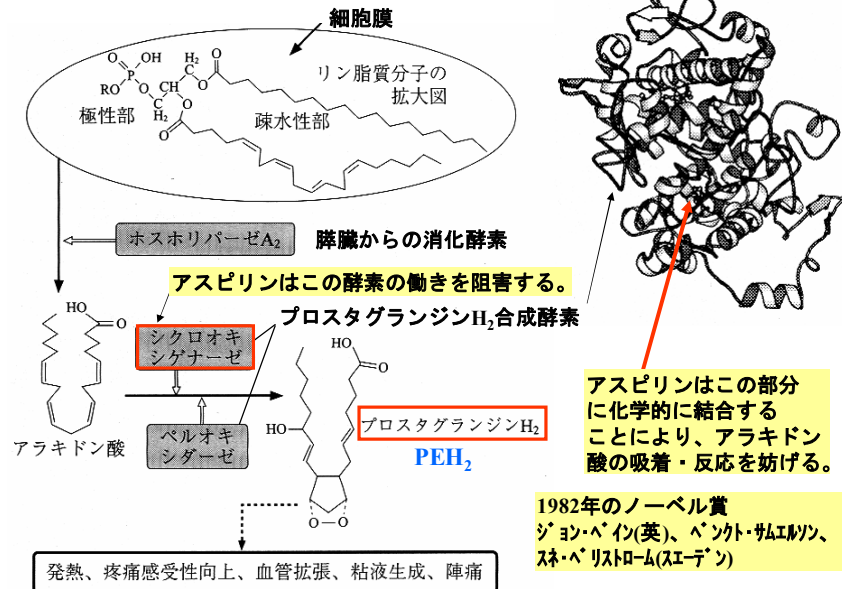 細胞膜
リン脂質分子の
拡大図
O
OH
P
RO
O
CH₂
CH
C
H₂
O
O
O
O
極性部
疎水性部
ホスホリパーゼA₂
膵臓からの消化酵素
アスピリンはこの酵素の働きを阻害する。
プロスタグランジンH₂合成酵素
HO
O
シクロオキ
シゲナーゼ
アラキドン酸
ペルオキ
シダーゼ
HO
O
HO
O
O
プロスタグランジンH₂
PEH₂
発熱、疼痛感受性向上、血管拡張、粘液生成、陣痛
アスピリンはこの部分
に化学的に結合する
ことにより、アラキドン
酸の吸着・反応を妨げる。
1982年のノーベル賞
ｼﾞｮﾝ・ﾍﾞｲﾝ(英)、ﾍﾞﾝｸﾄ・ｻﾑｴﾙｿﾝ、
ｽﾈ・ﾍﾞﾘｽﾄﾛｰﾑ(ｽｴｰﾃﾞﾝ)